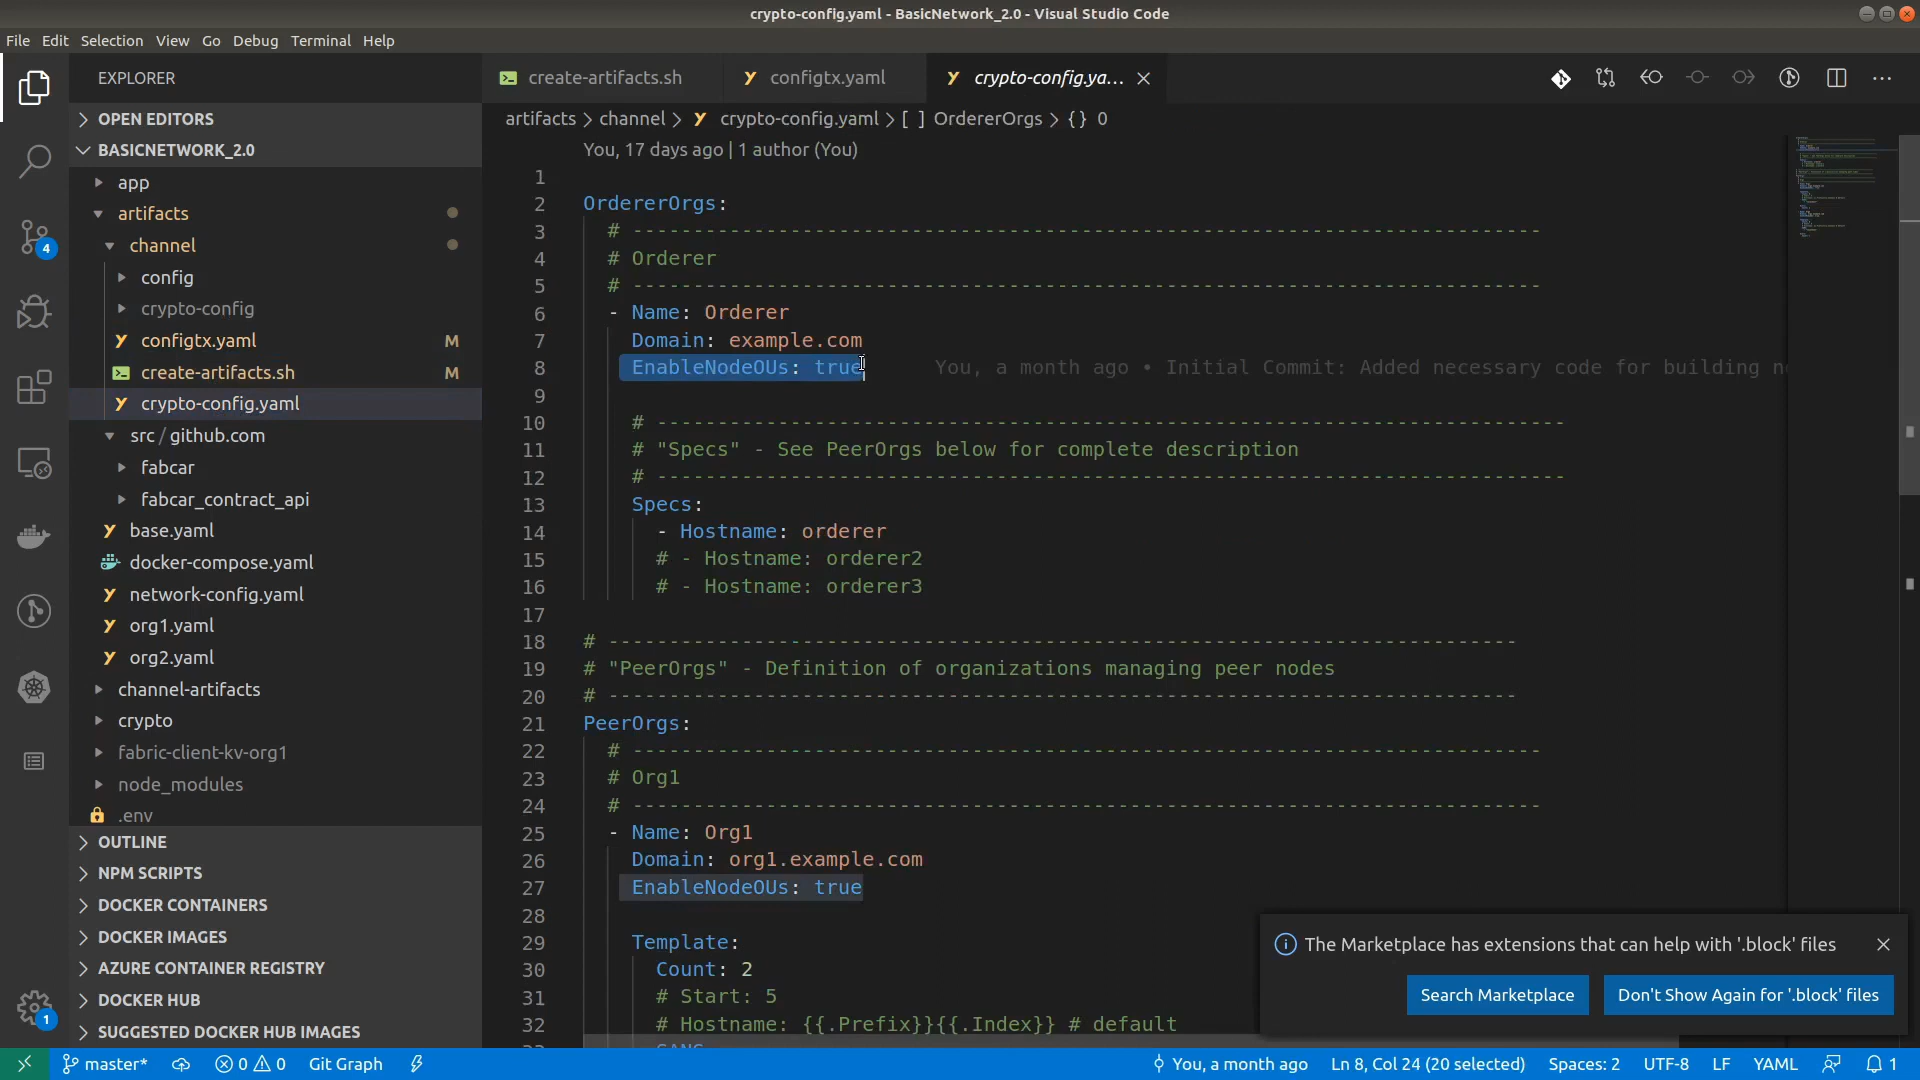 crypto-config.yaml - BasicNetwork_2.0 - Visual Studio Code
File Edit Selection View Go Debug Terminal Help
EXPLORER
OPEN EDITORS
BASICNETWORK_2.0
app
artifacts
channel
config
crypto-config
configtx.yaml M
create-artifacts.sh M
crypto-config.yaml
src / github.com
fabcar
fabcar_contract_api
base.yaml
docker-compose.yaml
network-config.yaml
org1.yaml
org2.yaml
channel-artifacts
crypto
fabric-client-kv-org1
node_modules
.env
OUTLINE
NPM SCRIPTS
DOCKER CONTAINERS
DOCKER IMAGES
AZURE CONTAINER REGISTRY
DOCKER HUB
SUGGESTED DOCKER HUB IMAGES
4
1
create-artifacts.sh configtx.yaml crypto-config.ya...
artifacts > channel > crypto-config.yaml > [ ] OrdererOrgs > { } 0
You, 17 days ago | 1 author (You)
1
2 OrdererOrgs:
3 # ---------------------------------------------------------------------------
4 # Orderer
5 # ---------------------------------------------------------------------------
6 - Name: Orderer
7 Domain: example.com
8 EnableNodeOUs: true You, a month ago • Initial Commit: Added necessary code for building
9
10 # ---------------------------------------------------------------------------
11 # "Specs" - See PeerOrgs below for complete description
12 # ---------------------------------------------------------------------------
13 Specs:
14 - Hostname: orderer
15 # - Hostname: orderer2
16 # - Hostname: orderer3
17
18 # ---------------------------------------------------------------------------
19 # "PeerOrgs" - Definition of organizations managing peer nodes
20 # ---------------------------------------------------------------------------
21 PeerOrgs:
22 # ---------------------------------------------------------------------------
23 # Org1
24 # ---------------------------------------------------------------------------
25 - Name: Org1
26 Domain: org1.example.com
27 EnableNodeOUs: true
28
29 Template:
30 Count: 2
31 # Start: 5
32 # Hostname: {{.Prefix}}{{.Index}} # default
The Marketplace has extensions that can help with '.block' files
Search Marketplace Don't Show Again for '.block' files
master* 0 0 Git Graph You, a month ago Ln 8, Col 24 (20 selected) Spaces: 2 UTF-8 LF YAML 1